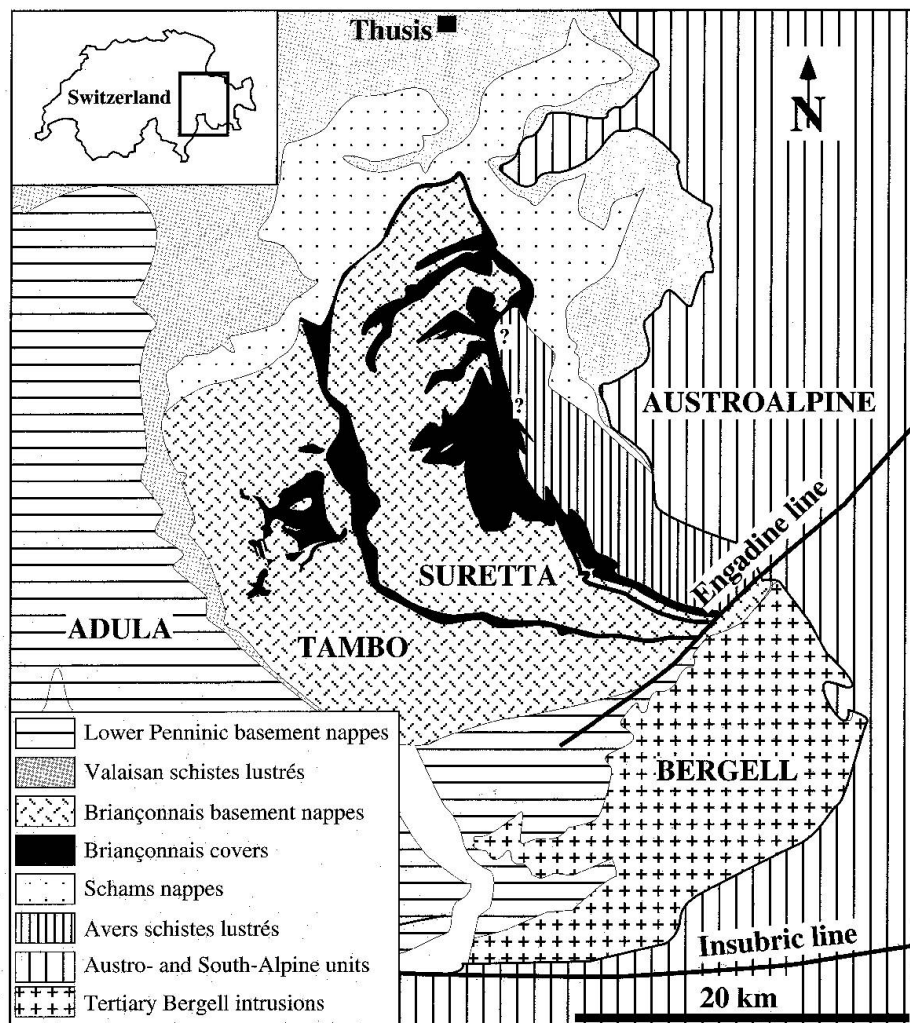 Thusis
Switzerland
N
?
?
AUSTROALPINE
Engadine line
SURETTA
ADULA
TAMBO
BERGELL
Lower Penninic basement nappes
Valaisan schistes lustrés
Briançonnais basement nappes
Briançonnais covers
Schams nappes
Avers schistes lustrés
Austro- and South-Alpine units
Tertiary Bergell intrusions
Insubric line
20 km